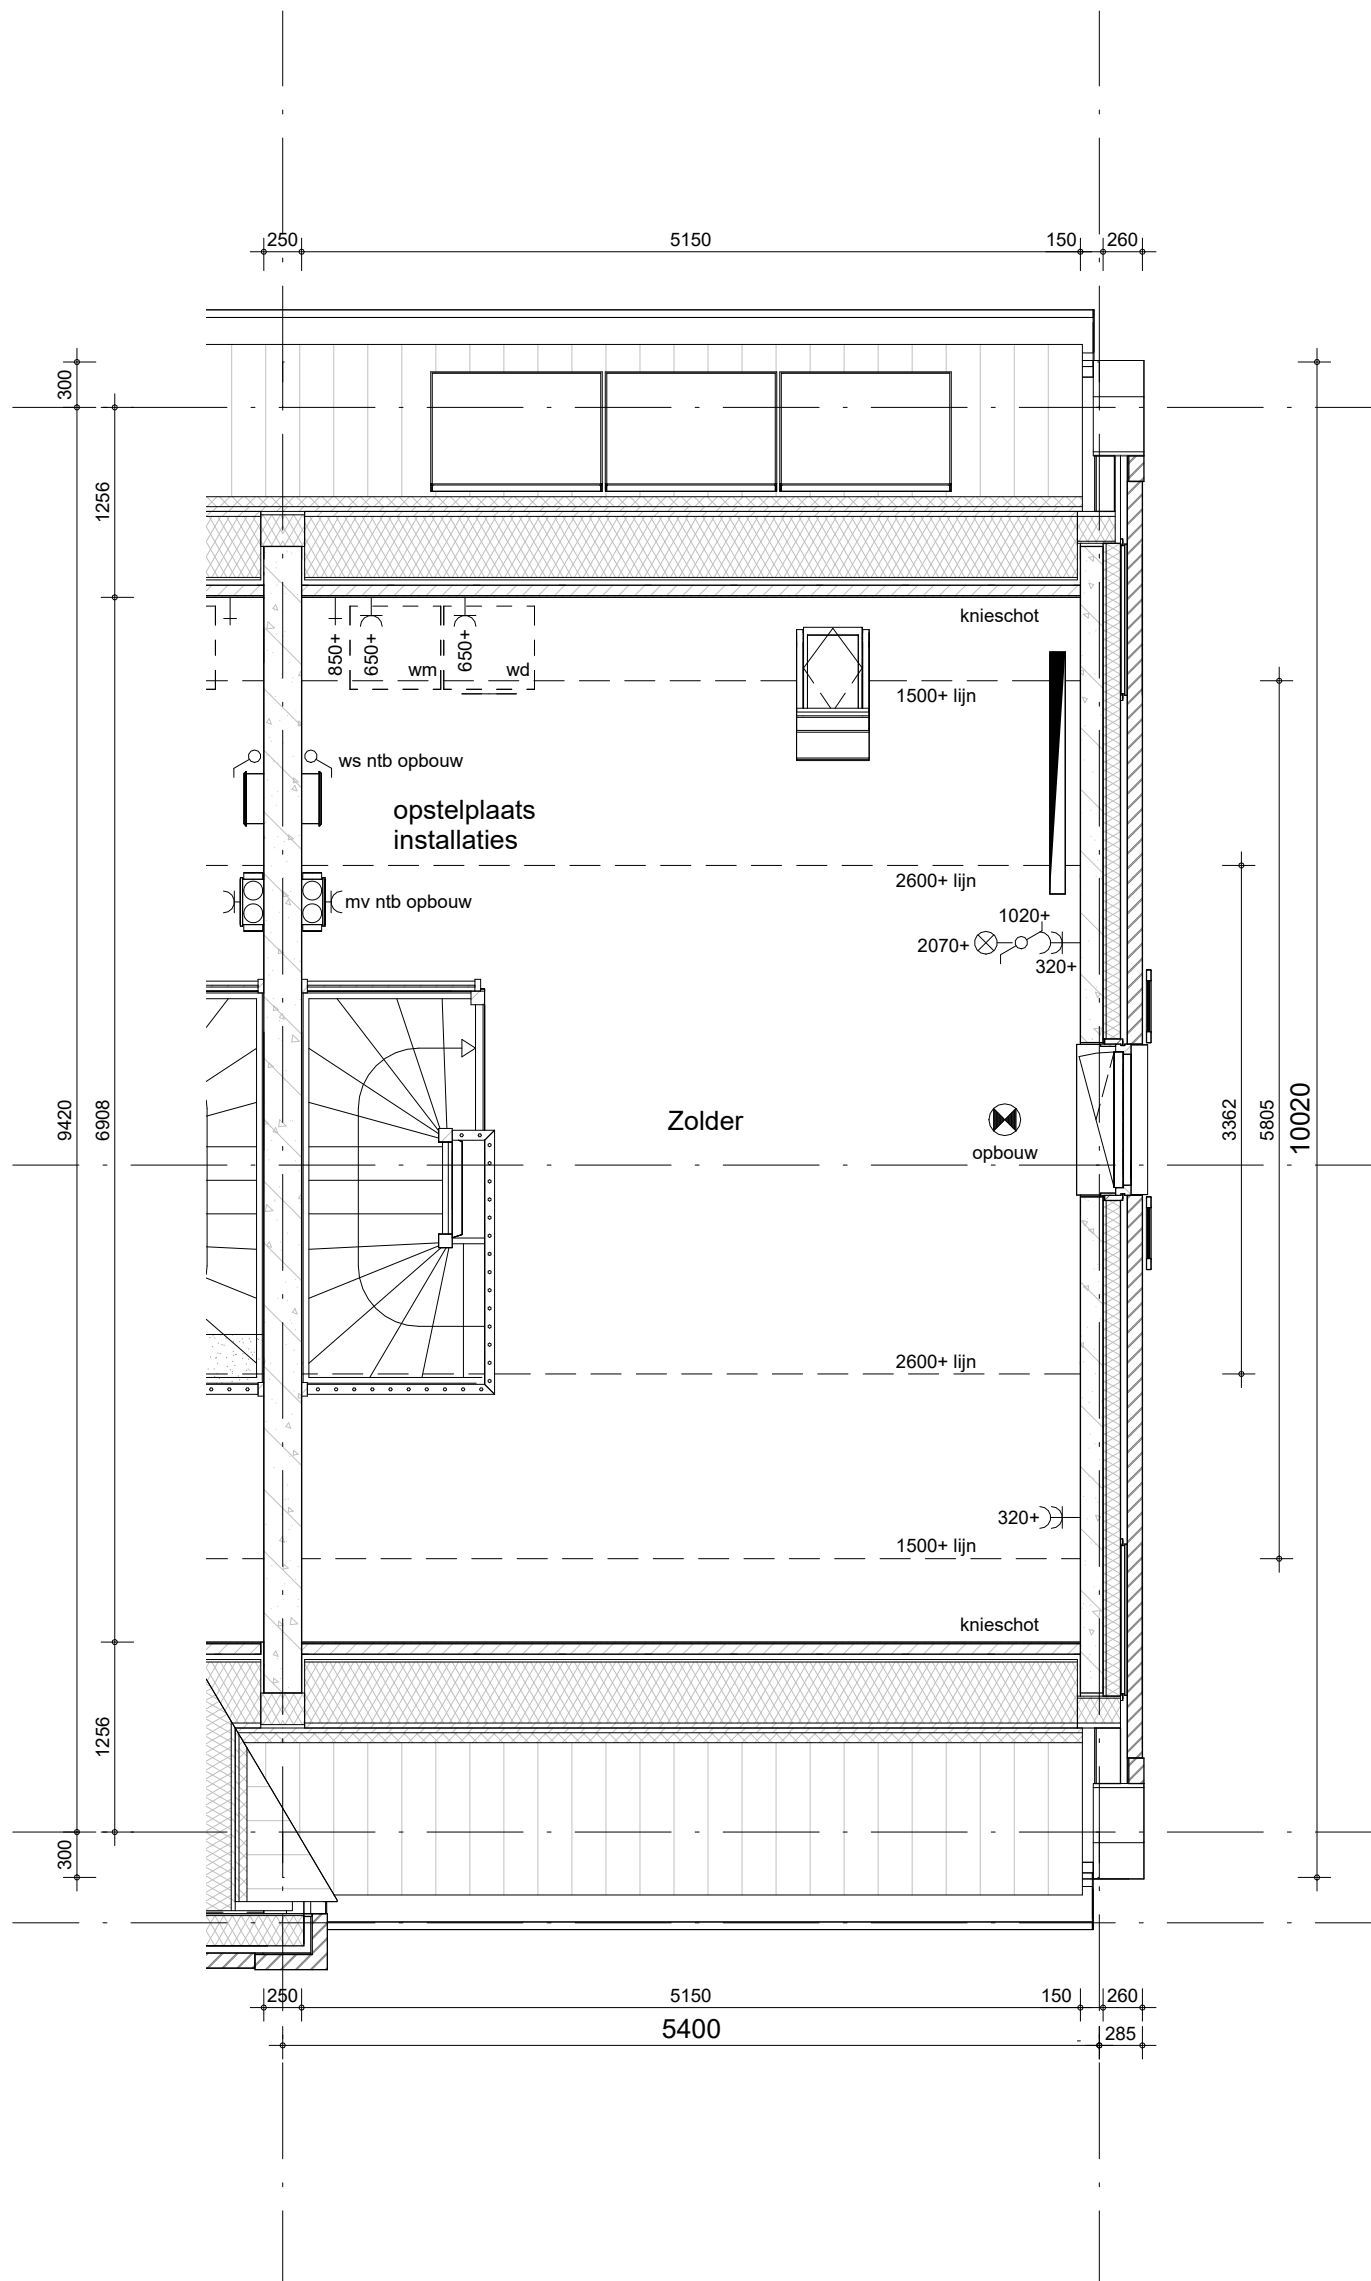 250
5150
150
260
300
1256
knieschot
850+
650+
wm
650+
wd
1500+ lijn
ws ntb opbouw
opstelplaats
installaties
2600+ lijn
mv ntb opbouw
1020+
2070+
320+
9420
6908
Zolder
opbouw
3362
5805
10020
2600+ lijn
320+
1500+ lijn
knieschot
1256
300
250
5150
150
260
5400
285